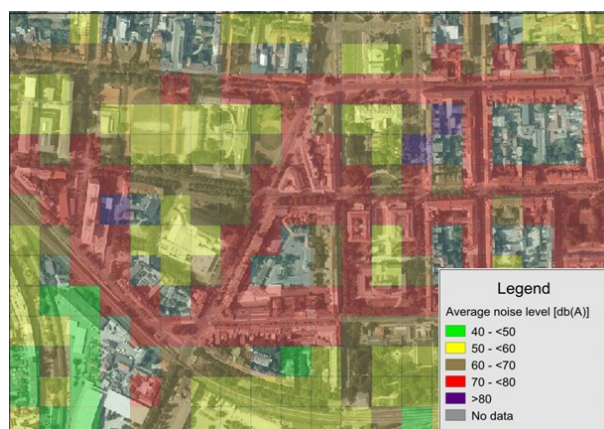 Legend
Average noise level [db(A)]
40 - <50
50 - <60
60 - <70
70 - <80
>80
No data